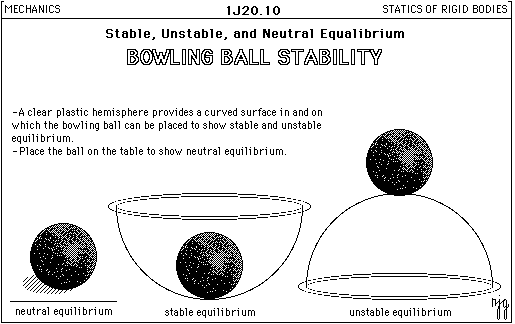 MECHANICS
1J20.10
STATICS OF RIGID BODIES
Stable, Unstable, and Neutral Equalibrium
BOWLING BALL STABILITY
-A clear plastic hemisphere provides a curved surface in and on
which the bowling ball can be placed to show stable and unstable
equilibrium.
-Place the ball on the table to show neutral equilibrium.
neutral equilibrium
stable equilibrium
unstable equilibrium